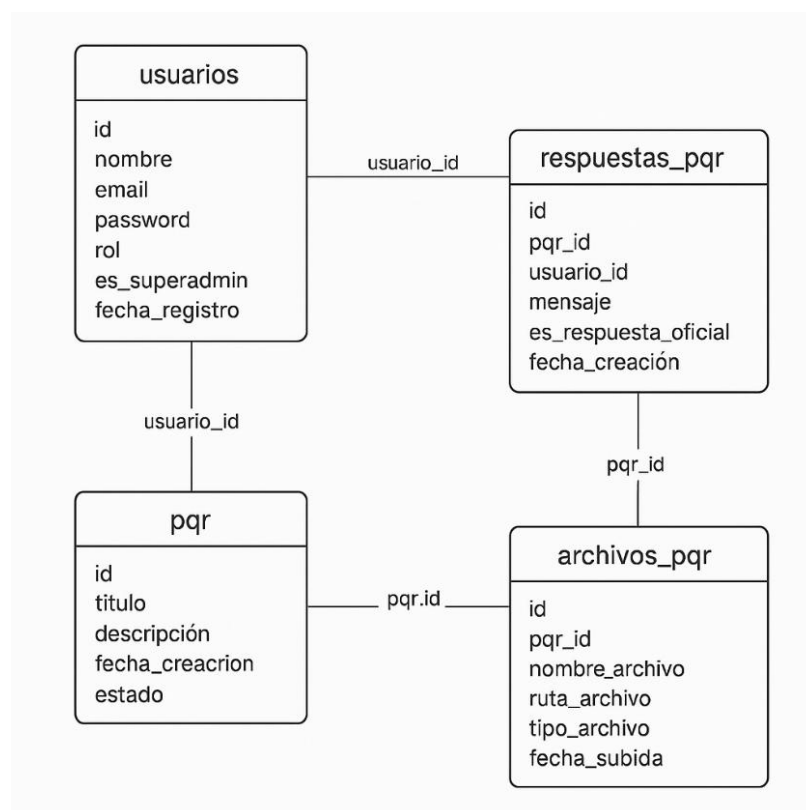 usuarios
id
nombre
email
password
rol
es_superadmin
fecha_registro
usuario_id
respuestas_pqr
id
pqr_id
usuario_id
mensaje
es_respuesta_oficial
fecha_creación
usuario_id
pqr_id
pqr
id
titulo
descripción
fecha_creacrion
estado
pqr.id
archivos_pqr
id
pqr_id
nombre_archivo
ruta_archivo
tipo_archivo
fecha_subida